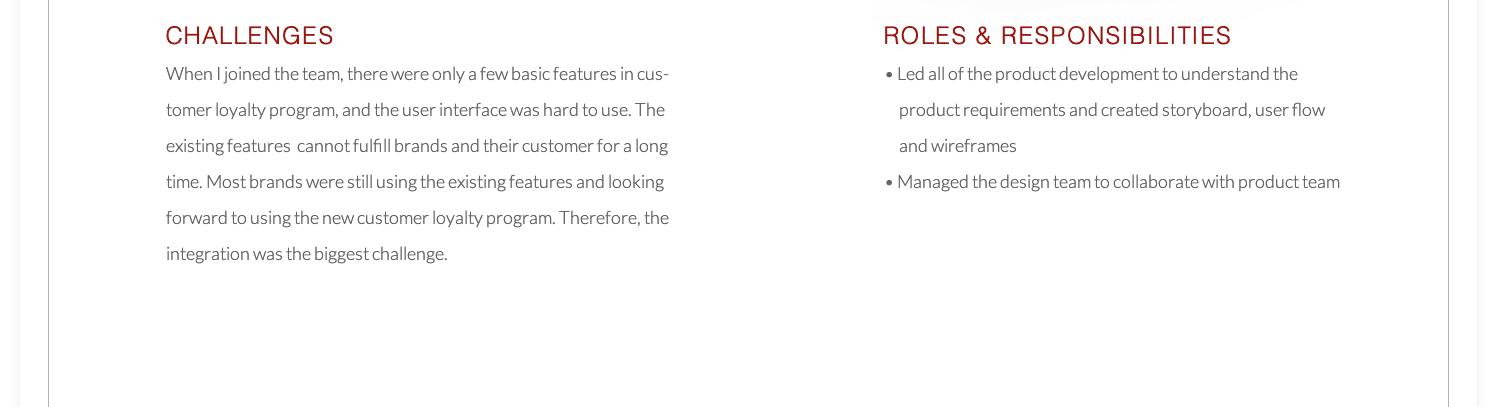 CHALLENGES
When I joined the team, there were only a few basic features in cus-
tomer loyalty program, and the user interface was hard to use. The
existing features  cannot fulfill brands and their customer for a long
time. Most brands were still using the existing features and looking
forward to using the new customer loyalty program. Therefore, the
integration was the biggest challenge.
ROLES & RESPONSIBILITIES
• Led all of the product development to understand the
product requirements and created storyboard, user flow
and wireframes
• Managed the design team to collaborate with product team